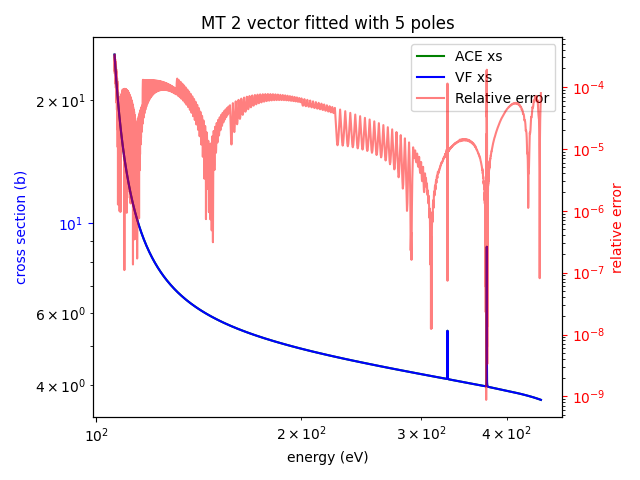 MT 2 vector fitted with 5 poles
ACE xs
VF xs
Relative error
2 × 10¹
10¹
6 × 10⁰
4 × 10⁰
cross section (b)
10⁻⁴
10⁻⁵
10⁻⁶
10⁻⁷
10⁻⁸
10⁻⁹
relative error
10² 2 × 10² 3 × 10² 4 × 10²
energy (eV)